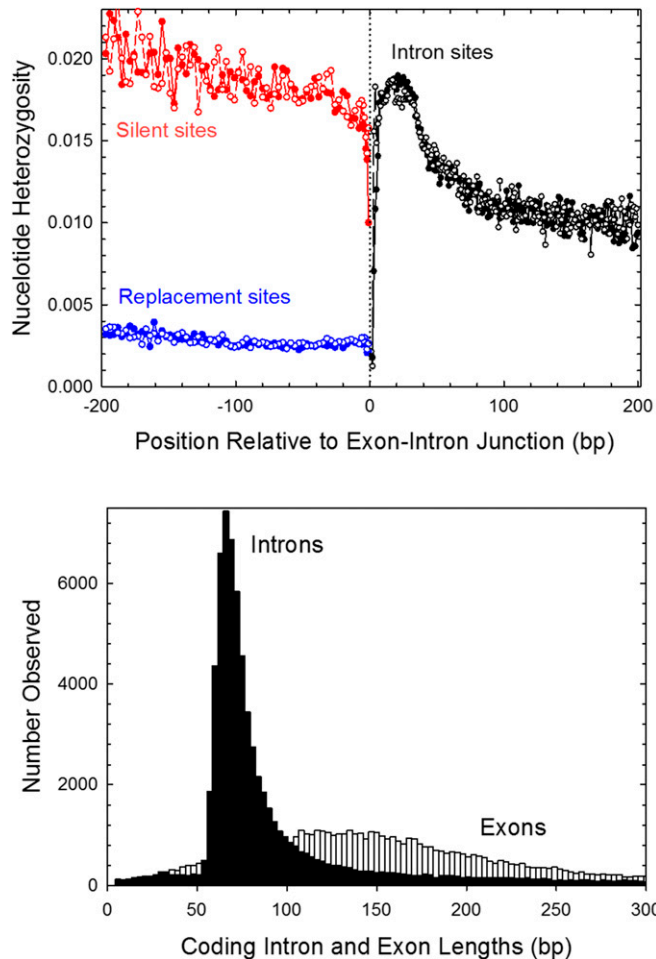 0.020
0.015
0.010
0.005
0.000
Nucelotide Heterozygosity
Silent sites
Intron sites
Replacement sites
-200 -100 0 100 200
Position Relative to Exon-Intron Junction (bp)
6000
4000
2000
0
Number Observed
Introns
Exons
0 50 100 150 200 250 300
Coding Intron and Exon Lengths (bp)